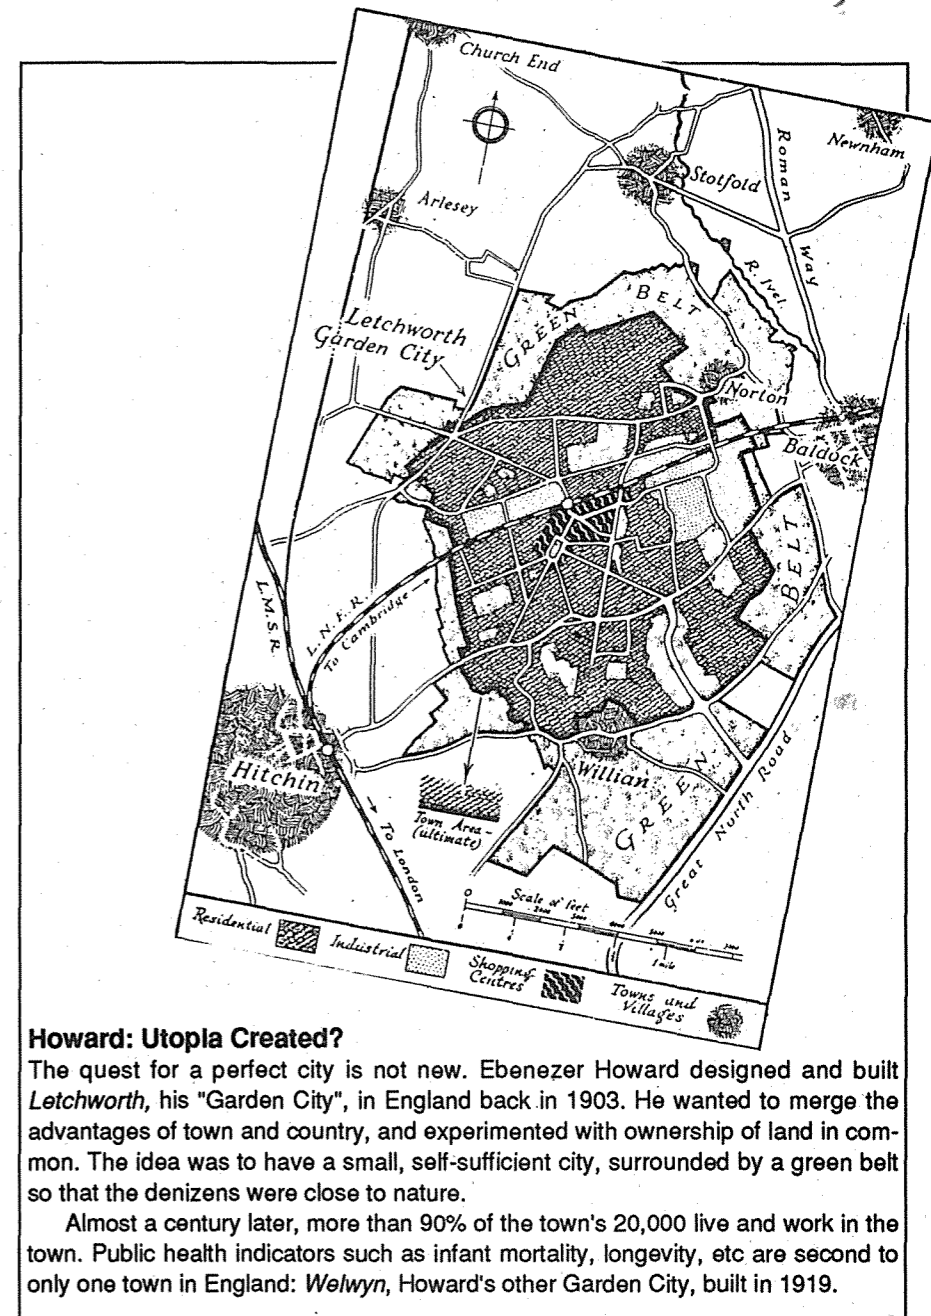 Church End
Newnham
Stotfold
Roman Way
Arlesey
R. Ivel.
GREEN BELT
Letchworth
Garden City
Norton
Baldock
BELT
L.M.S.R.
L.N.E.R.
To Cambridge
Hitchin
Willian
GREEN
Great North Road
Town Area-
(ultimate)
To London
0
Scale of feet
1000 2000 3000 4000 5000
1 mile
Residential
Industrial
Shopping
Centres
Towns and
Villages
Howard: Utopia Created?
The quest for a perfect city is not new. Ebenezer Howard designed and built
Letchworth, his "Garden City", in England back in 1903. He wanted to merge the
advantages of town and country, and experimented with ownership of land in com-
mon. The idea was to have a small, self-sufficient city, surrounded by a green belt
so that the denizens were close to nature.
Almost a century later, more than 90% of the town's 20,000 live and work in the
town. Public health indicators such as infant mortality, longevity, etc are second to
only one town in England: Welwyn, Howard's other Garden City, built in 1919.